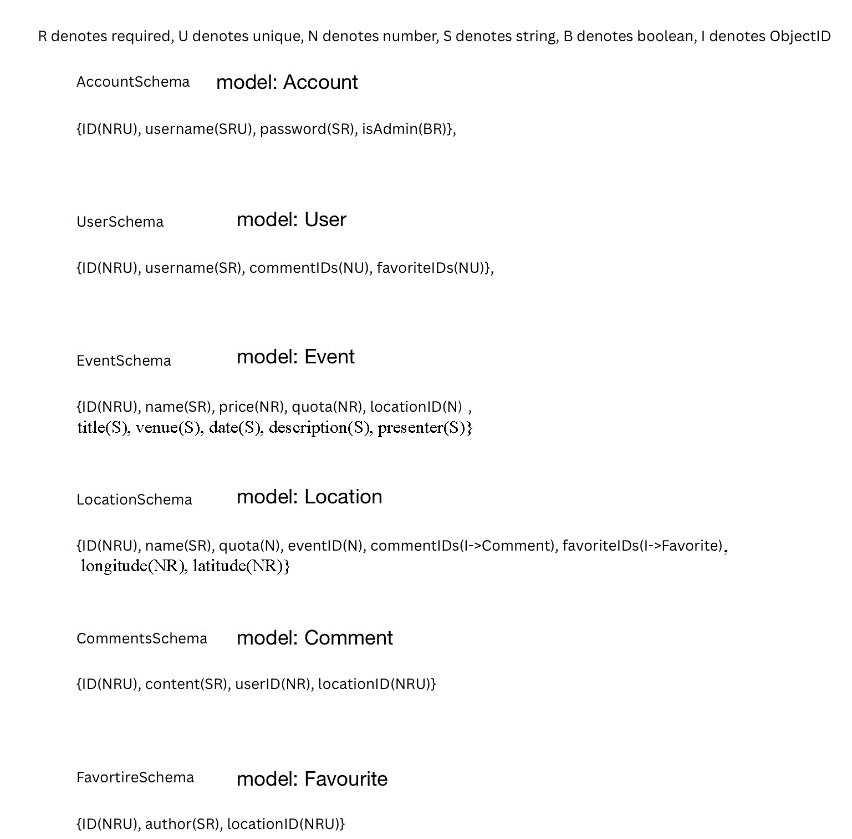 R denotes required, U denotes unique, N denotes number, S denotes string, B denotes boolean, I denotes ObjectID
AccountSchema model: Account
{ID(NRU), username(SRU), password(SR), isAdmin(BR)},
UserSchema model: User
{ID(NRU), username(SR), commentIDs(NU), favoriteIDs(NU)},
EventSchema model: Event
{ID(NRU), name(SR), price(NR), quota(NR), locationID(N) ,
title(S), venue(S), date(S), description(S), presenter(S)}
LocationSchema model: Location
{ID(NRU), name(SR), quota(N), eventID(N), commentIDs(I->Comment), favoriteIDs(I->Favorite),
longitude(NR), latitude(NR)}
CommentsSchema model: Comment
{ID(NRU), content(SR), userID(NR), locationID(NRU)}
FavortireSchema model: Favourite
{ID(NRU), author(SR), locationID(NRU)}